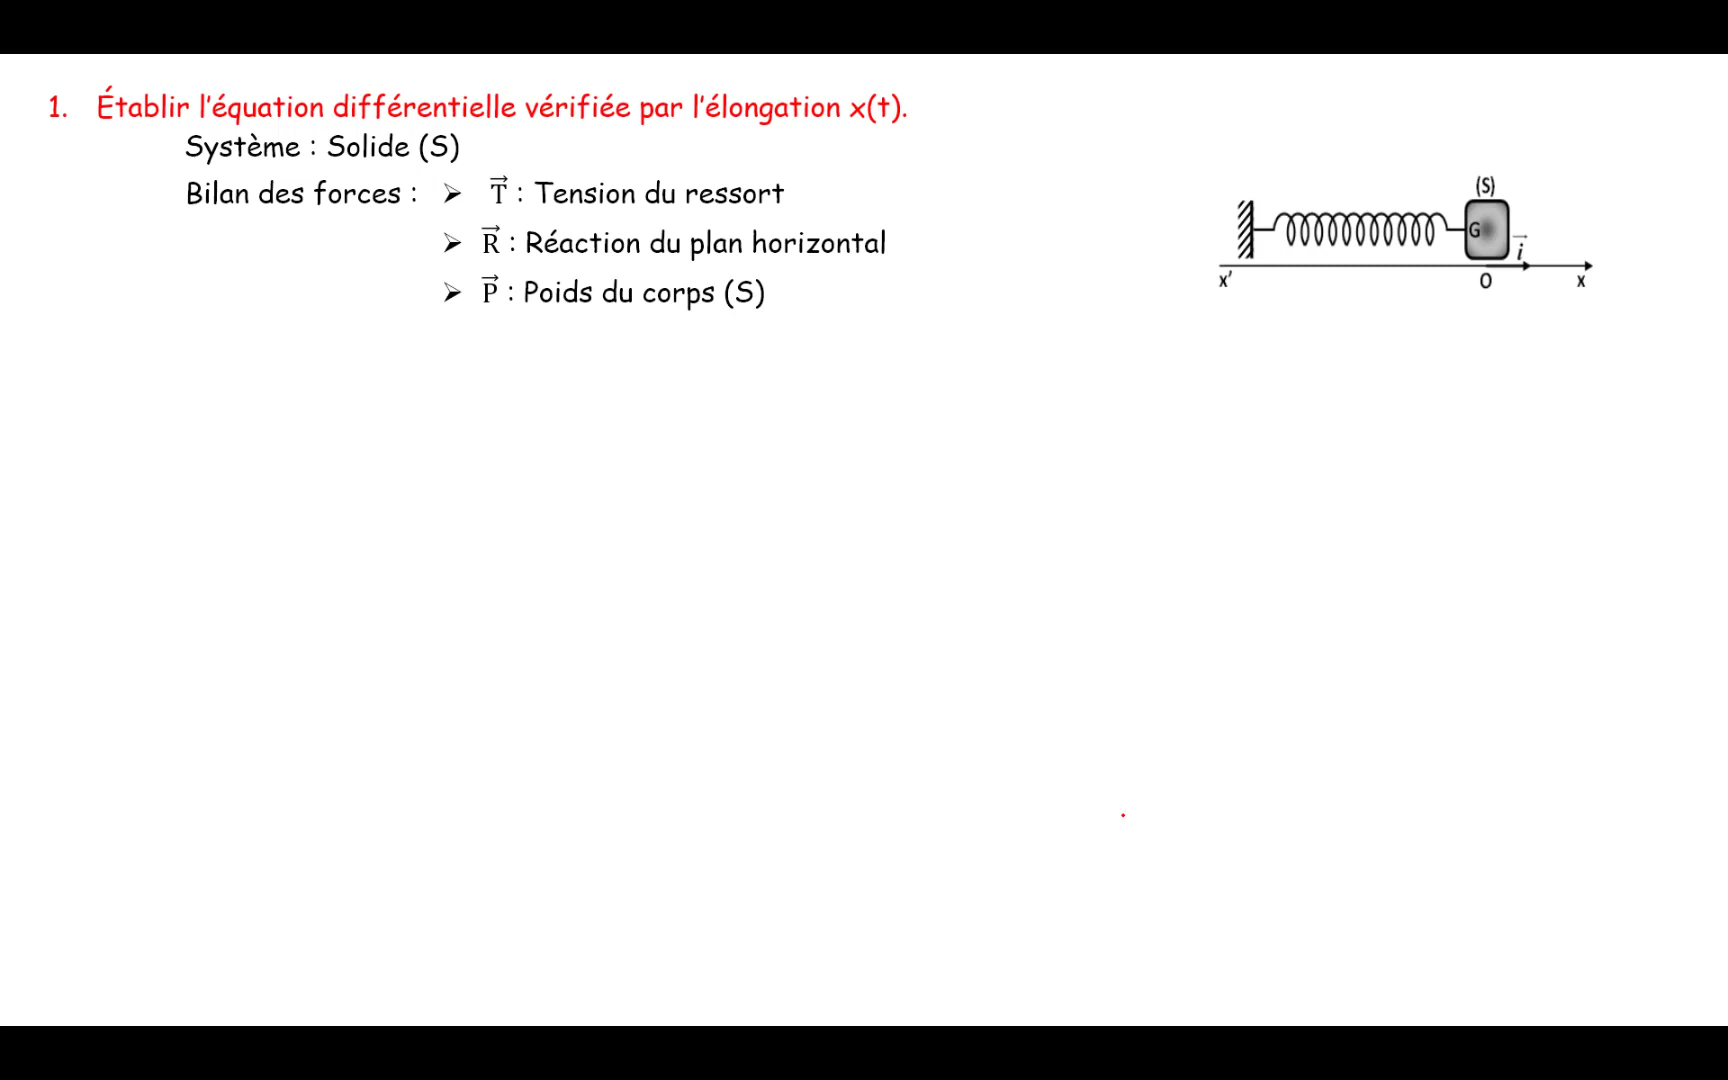 1. Établir l'équation différentielle vérifiée par l'élongation x(t).
Système : Solide (S)
Bilan des forces : ➢ T⃗ : Tension du ressort
➢ R⃗ : Réaction du plan horizontal
➢ P⃗ : Poids du corps (S)
(S)
G
i⃗
x' O x